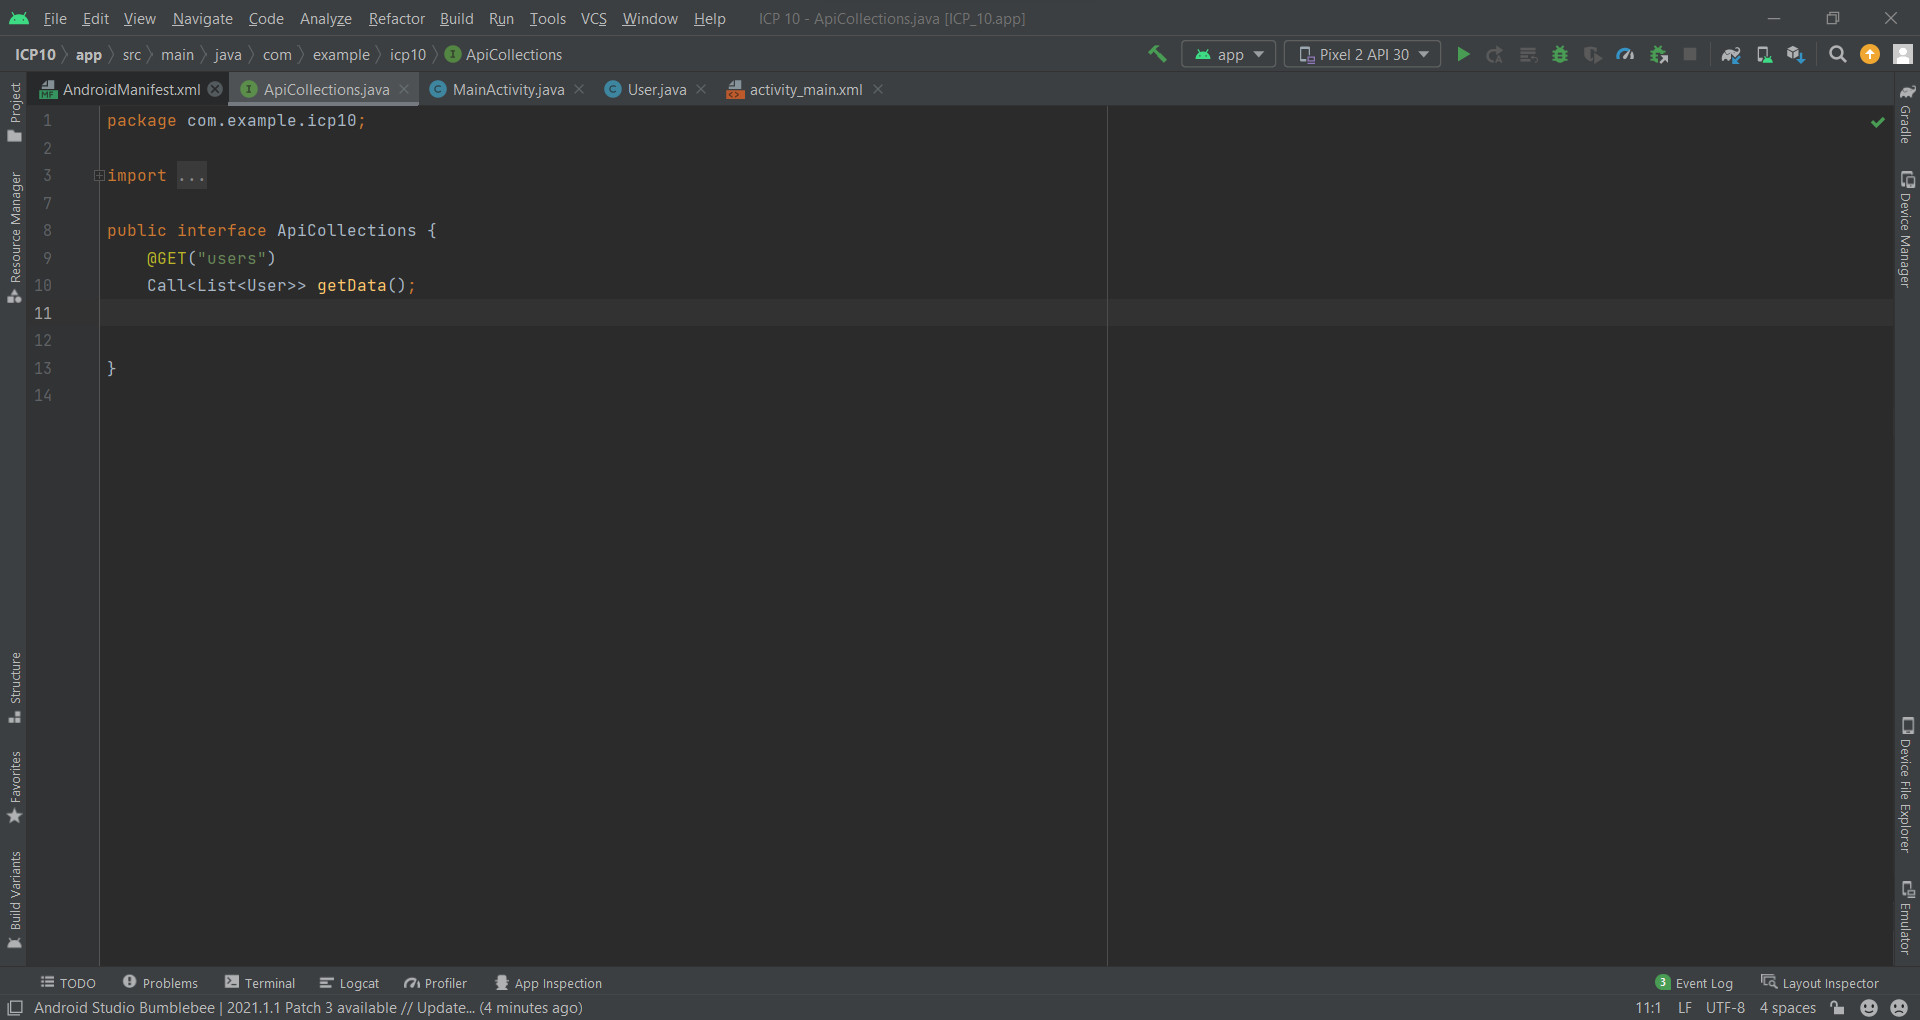 File Edit View Navigate Code Analyze Refactor Build Run Tools VCS Window Help ICP 10 - ApiCollections.java [ICP_10.app]
ICP10 app src main java com example icp10 I ApiCollections app Pixel 2 API 30
MF AndroidManifest.xml I ApiCollections.java C MainActivity.java C User.java activity_main.xml
Project
Resource Manager
Structure
Favorites
Build Variants
1 package com.example.icp10;
2
3 import ...
7
8 public interface ApiCollections {
9 @GET("users")
10 Call<List<User>> getData();
11
12
13 }
14
Gradle
Device Manager
Device File Explorer
Emulator
TODO Problems Terminal Logcat Profiler App Inspection 3 Event Log Layout Inspector
Android Studio Bumblebee | 2021.1.1 Patch 3 available // Update... (4 minutes ago) 11:1 LF UTF-8 4 spaces